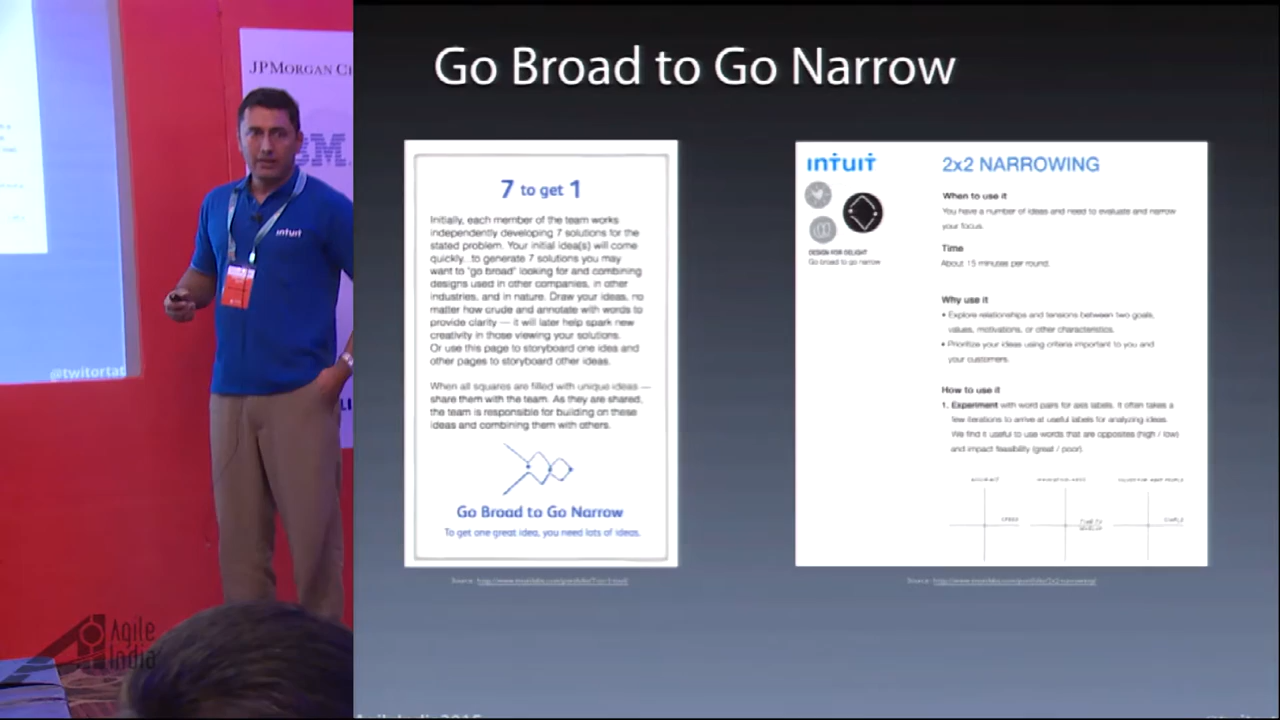 JPMORGAN
@twitortat
intuit
Agile
India
Go Broad to Go Narrow
7 to get 1
Initially, each member of the team works
independently developing 7 solutions for the
stated problem. Your initial idea(s) will come
quickly...to generate 7 solutions you may
want to "go broad" looking for and combining
designs used in other companies, in other
industries, and in nature. Draw your ideas, no
matter how crude and annotate with words to
provide clarity — it will later help spark new
creativity in those viewing your solutions.
Or use this page to storyboard one idea and
other pages to storyboard other ideas.
When all squares are filled with unique ideas —
share them with the team. As they are shared,
the team is responsible for building on these
ideas and combining them with others.
Go Broad to Go Narrow
To get one great idea, you need lots of ideas.
Source:
INTUIT
DESIGN FOR DELIGHT
Go broad to go narrow
2x2 NARROWING
When to use it
You have a number of ideas and need to evaluate and narrow
your focus.
Time
About 15 minutes per round.
Why use it
• Explore relationships and tensions between two goals,
values, motivations, or other characteristics.
• Prioritize your ideas using criteria important to you and
your customers.
How to use it
1. Experiment with word pairs for axis labels. It often takes a
few iterations to arrive at useful labels for analyzing ideas.
We find it useful to use words that are opposites (high / low)
and impact feasibility (great / poor).
Source: